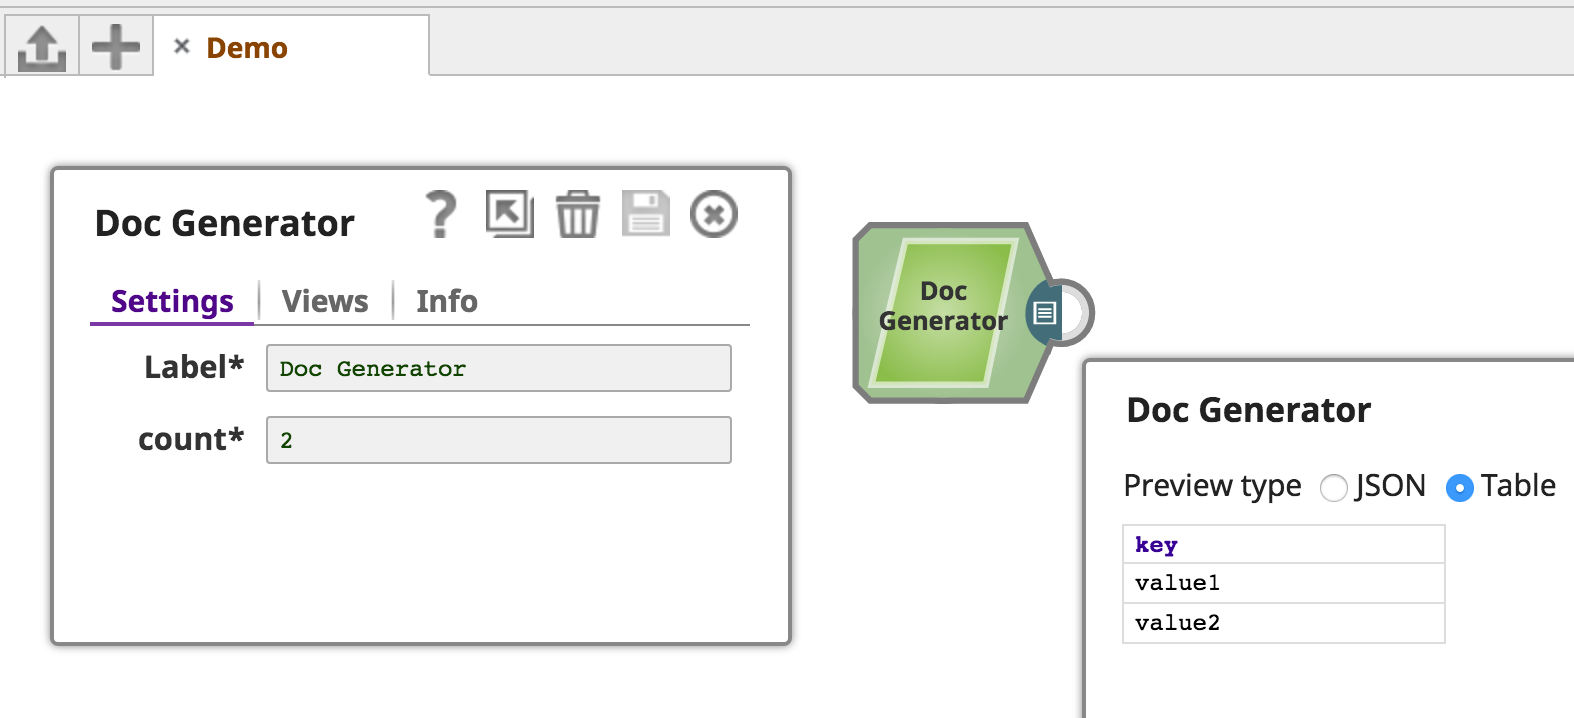 Demo
Doc Generator
Settings
Views
Info
Label*
Doc Generator
count*
2
Doc
Generator
Doc Generator
Preview type JSON Table
key
value1
value2